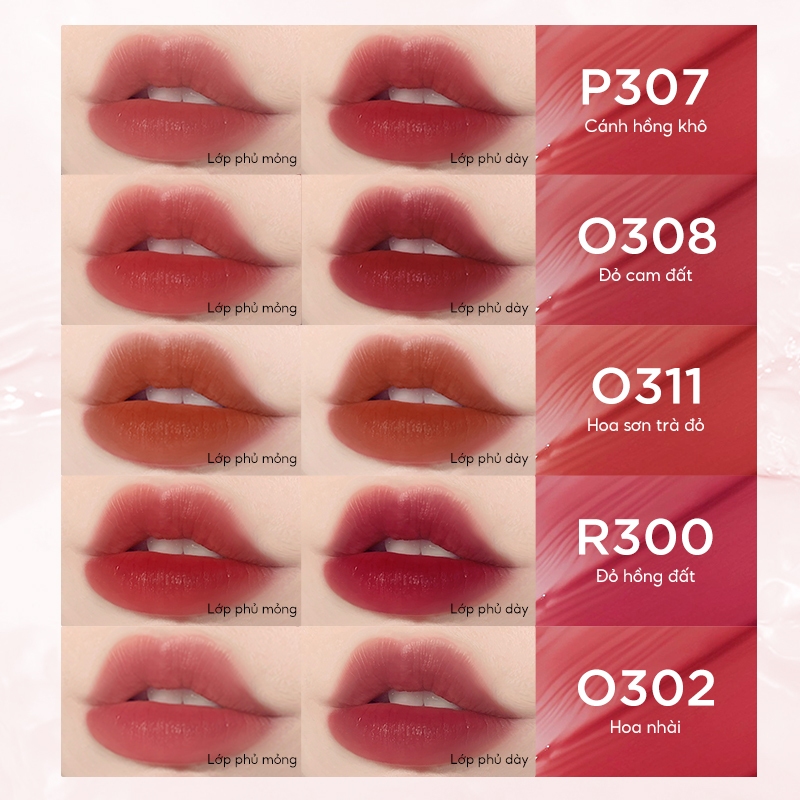 Lớp phủ mỏng
Lớp phủ dày
P307
Cánh hồng khô
Lớp phủ mỏng
Lớp phủ dày
O308
Đỏ cam đất
Lớp phủ mỏng
Lớp phủ dày
O311
Hoa sơn trà đỏ
Lớp phủ mỏng
Lớp phủ dày
R300
Đỏ hồng đất
Lớp phủ mỏng
Lớp phủ dày
O302
Hoa nhài